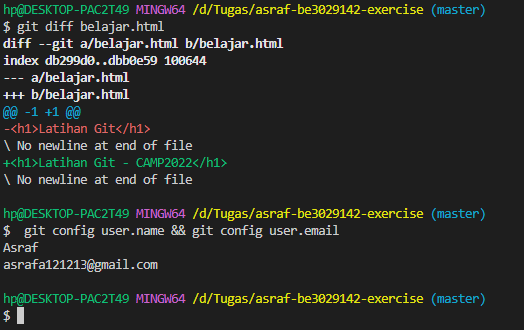 hp@DESKTOP-PAC2T49 MINGW64 /d/Tugas/asraf-be3029142-exercise (master)
$ git diff belajar.html
diff --git a/belajar.html b/belajar.html
index db299d0..dbb0e59 100644
--- a/belajar.html
+++ b/belajar.html
@@ -1 +1 @@
-<h1>Latihan Git</h1>
\ No newline at end of file
+<h1>Latihan Git - CAMP2022</h1>
\ No newline at end of file
hp@DESKTOP-PAC2T49 MINGW64 /d/Tugas/asraf-be3029142-exercise (master)
$  git config user.name && git config user.email
Asraf
asrafa121213@gmail.com
hp@DESKTOP-PAC2T49 MINGW64 /d/Tugas/asraf-be3029142-exercise (master)
$